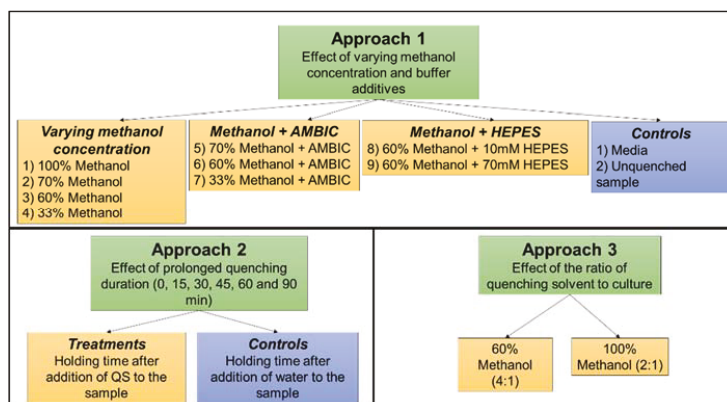 Approach 1
Effect of varying methanol
concentration and buffer
additives
Varying methanol
concentration
1) 100% Methanol
2) 70% Methanol
3) 60% Methanol
4) 33% Methanol
Methanol + AMBIC
5) 70% Methanol + AMBIC
6) 60% Methanol + AMBIC
7) 33% Methanol + AMBIC
Methanol + HEPES
8) 60% Methanol + 10mM HEPES
9) 60% Methanol + 70mM HEPES
Controls
1) Media
2) Unquenched
sample
Approach 2
Effect of prolonged quenching
duration (0, 15, 30, 45, 60 and 90
min)
Treatments
Holding time after
addition of QS to the
sample
Controls
Holding time after
addition of water to the
sample
Approach 3
Effect of the ratio of
quenching solvent to culture
60%
Methanol
(4:1)
100%
Methanol (2:1)